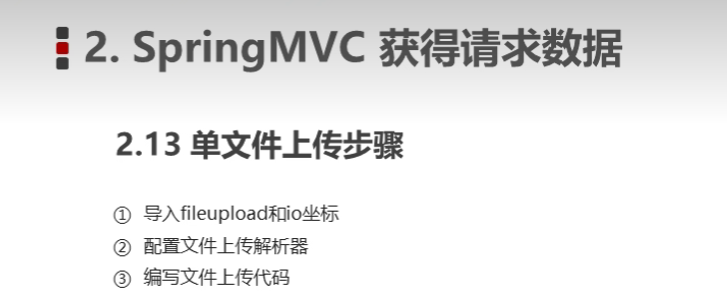 2. SpringMVC 获得请求数据
2.13 单文件上传步骤
① 导入fileupload和io坐标
② 配置文件上传解析器
③ 编写文件上传代码